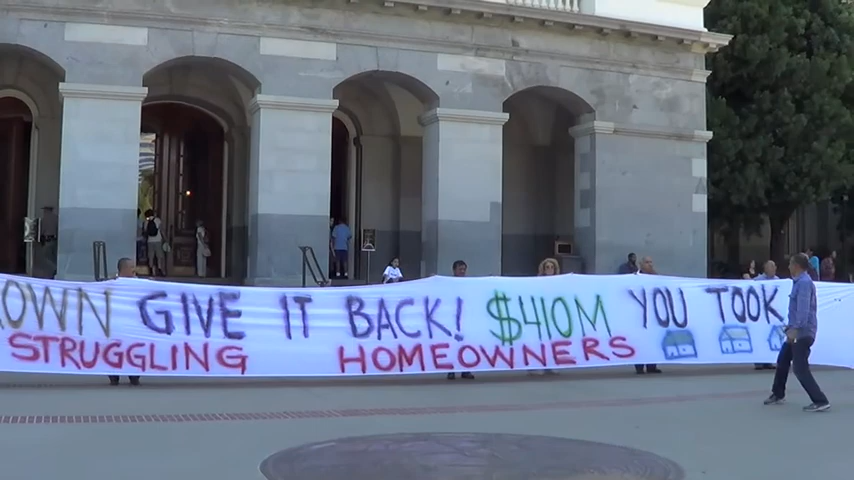 OWN GIVE IT BACK! $410M YOU TOOK
STRUGGLING HOMEOWNERS